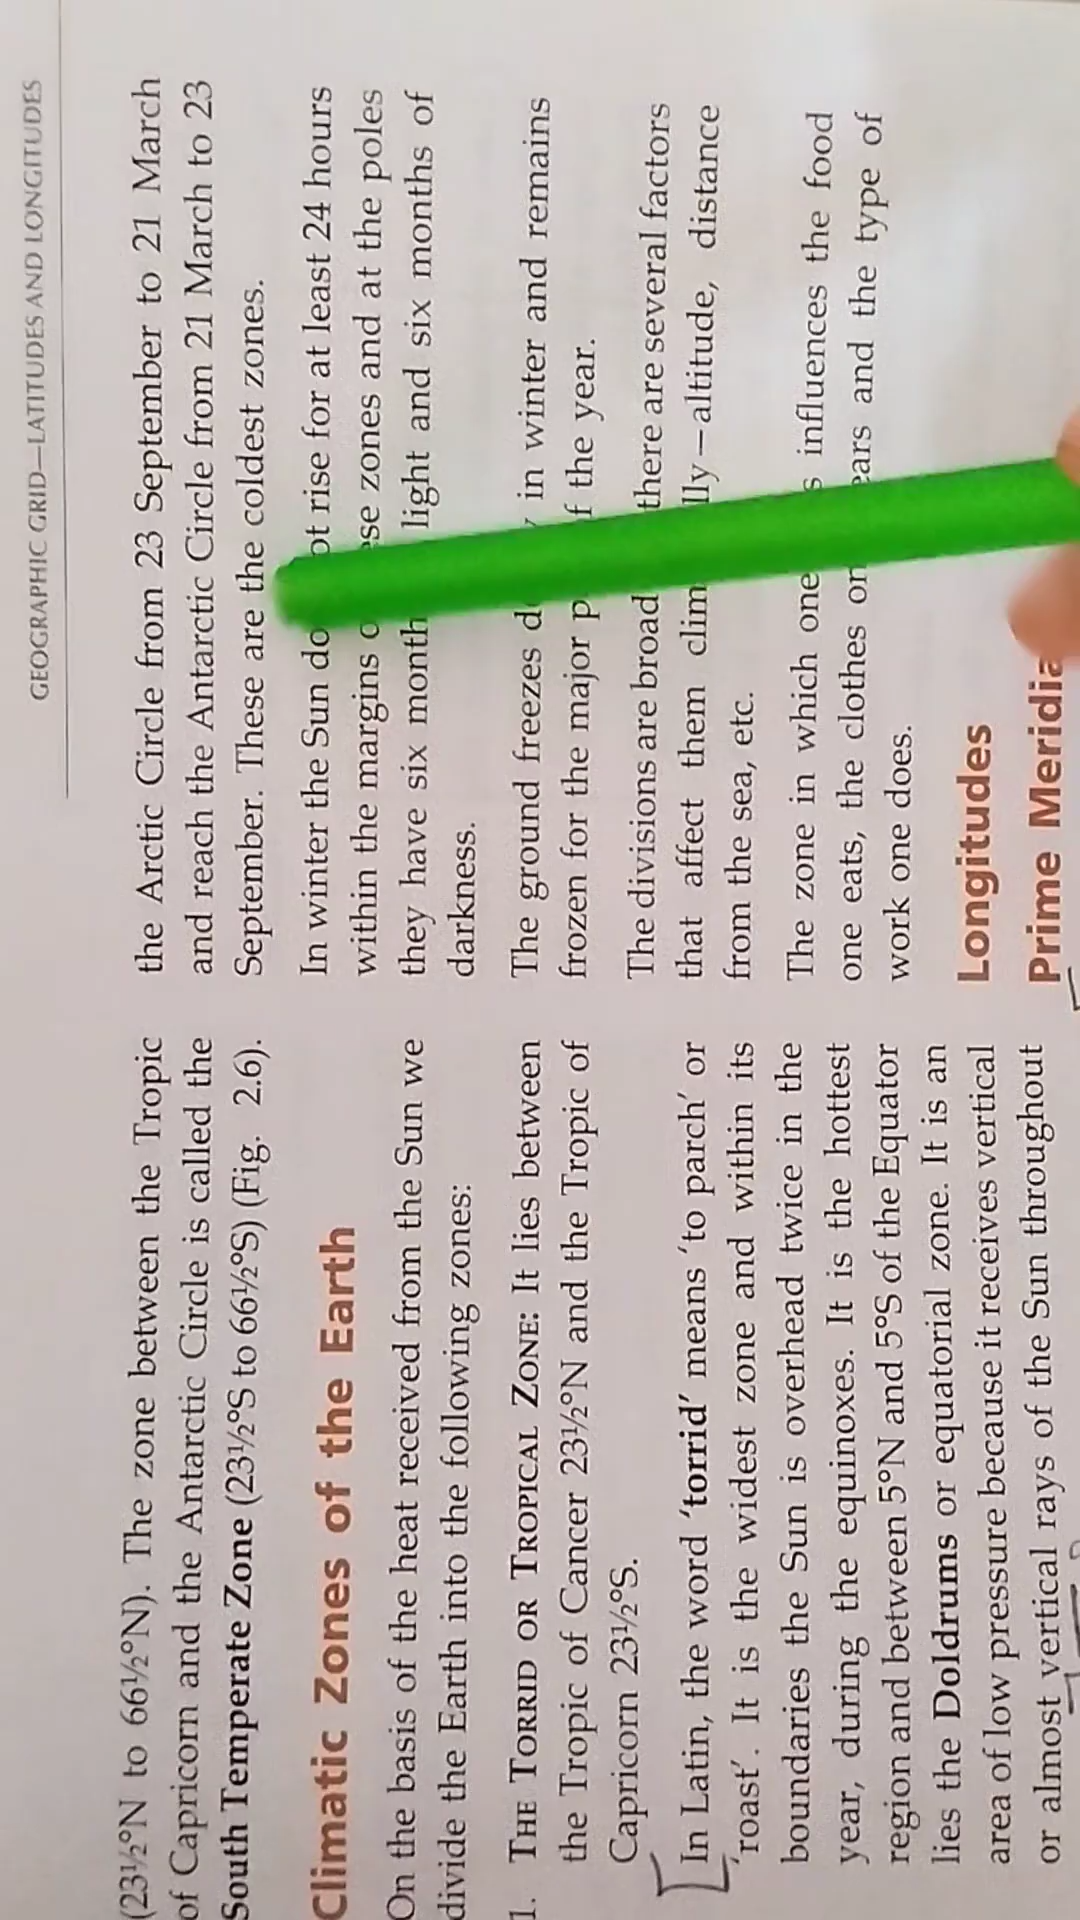 GEOGRAPHIC GRID—LATITUDES AND LONGITUDES
(23½°N to 66½°N). The zone between the Tropic
of Capricorn and the Antarctic Circle is called the
South Temperate Zone (23½°S to 66½°S) (Fig. 2.6).
Climatic Zones of the Earth
On the basis of the heat received from the Sun we
divide the Earth into the following zones:
1. THE TORRID OR TROPICAL ZONE: It lies between
the Tropic of Cancer 23½°N and the Tropic of
Capricorn 23½°S.
In Latin, the word 'torrid' means 'to parch' or
'roast'. It is the widest zone and within its
boundaries the Sun is overhead twice in the
year, during the equinoxes. It is the hottest
region and between 5°N and 5°S of the Equator
lies the Doldrums or equatorial zone. It is an
area of low pressure because it receives vertical
or almost vertical rays of the Sun throughout
the Arctic Circle from 23 September to 21 March
and reach the Antarctic Circle from 21 March to 23
September. These are the coldest zones.
In winter the Sun rise for at least 24 hours
within the margins zones and at the poles
they have six light and six months of
darkness.
The ground freezes in winter and remains
frozen for the major the year.
The divisions are there are several factors
that affect them —altitude, distance
from the sea, etc.
The zone in which one influences the food
one eats, the clothes and the type of
work one does.
Longitudes
Prime